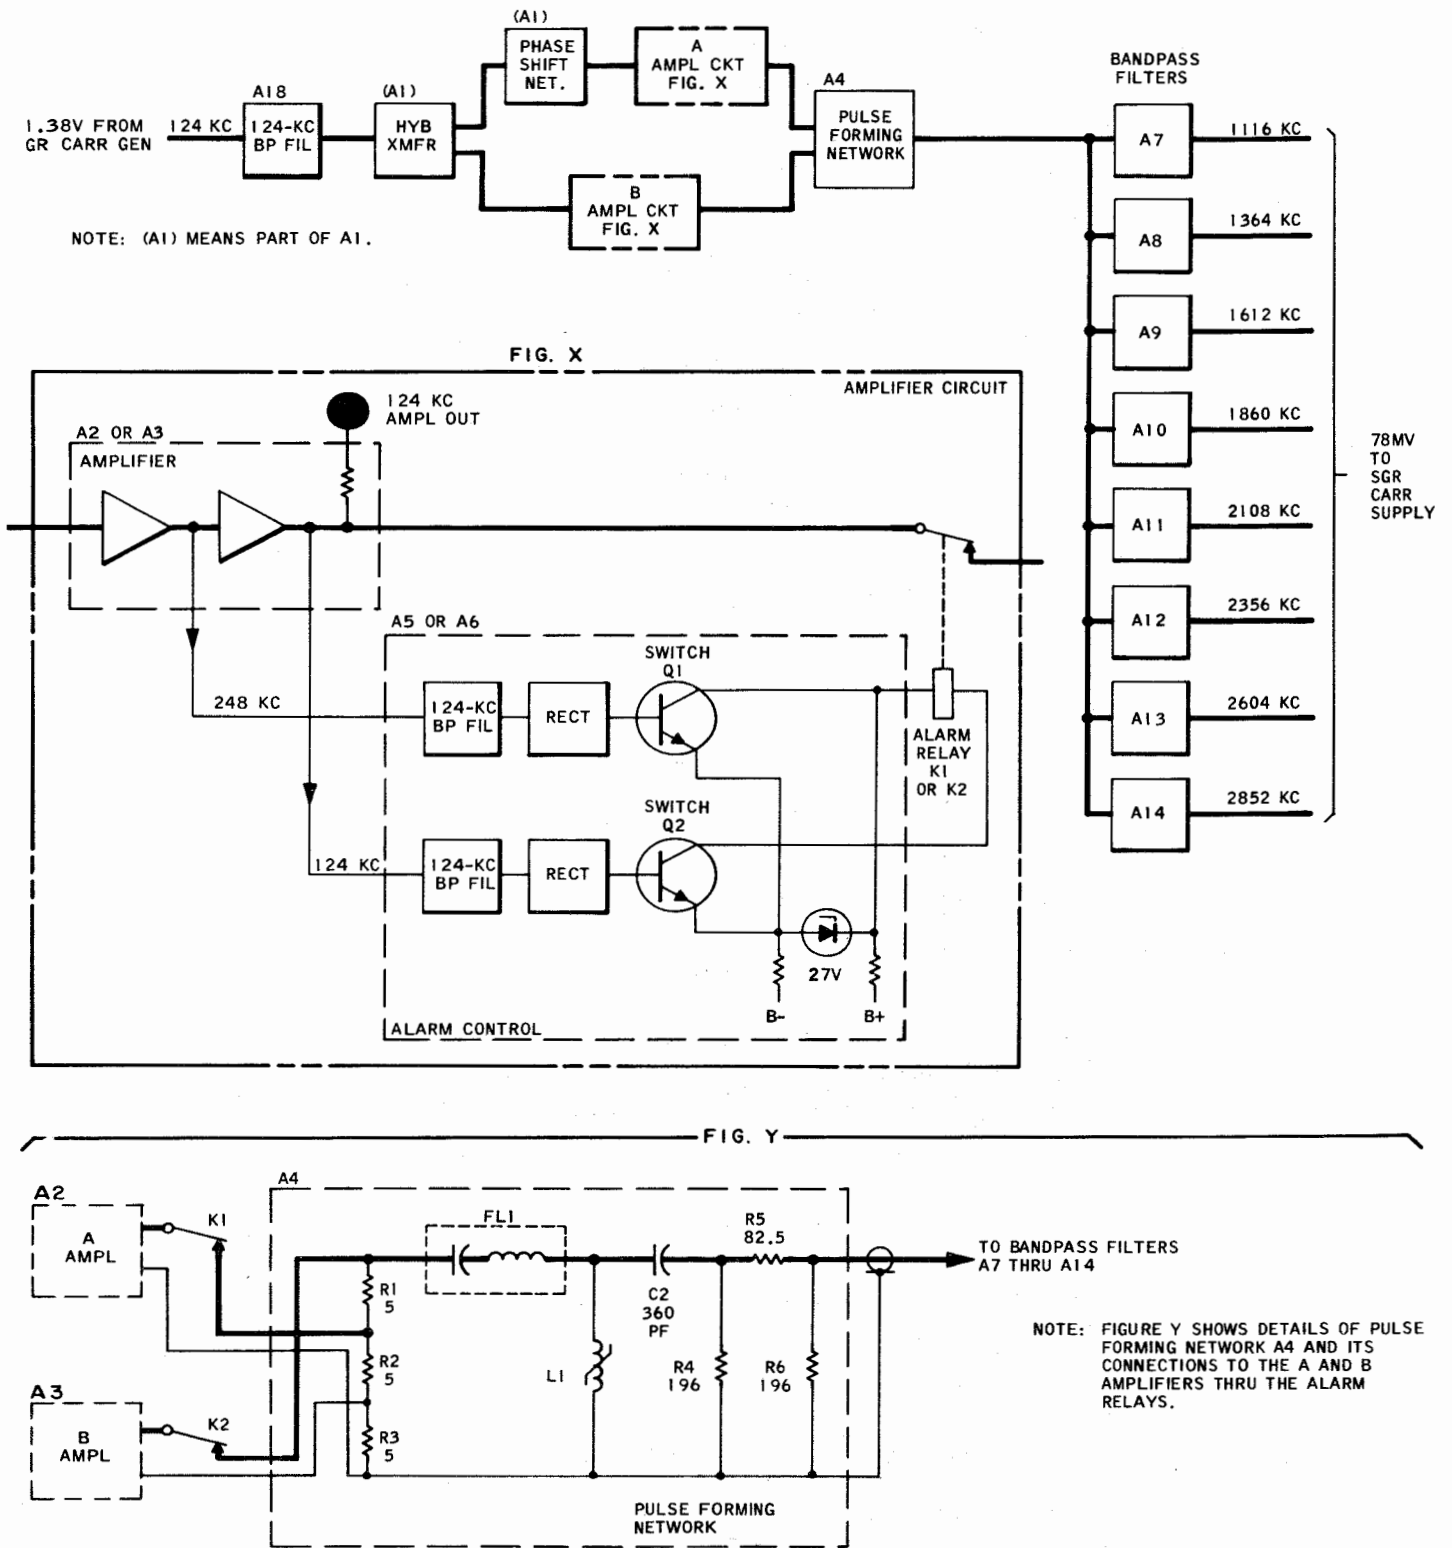 (A1)
PHASE
SHIFT
NET.
A
AMPL CKT
FIG. X
BANDPASS
FILTERS
A18
(A1)
A4
1.38V FROM
GR CARR GEN
124 KC
124-KC
BP FIL
HYB
XMFR
PULSE
FORMING
NETWORK
B
AMPL CKT
FIG. X
NOTE: (A1) MEANS PART OF A1.
A7
1116 KC
A8
1364 KC
A9
1612 KC
A10
1860 KC
A11
2108 KC
A12
2356 KC
A13
2604 KC
A14
2852 KC
78MV
TO
SGR
CARR
SUPPLY
FIG. X
AMPLIFIER CIRCUIT
124 KC
AMPL OUT
A2 OR A3
AMPLIFIER
A5 OR A6
SWITCH
Q1
248 KC
124-KC
BP FIL
RECT
ALARM
RELAY
K1
OR K2
SWITCH
Q2
124 KC
124-KC
BP FIL
RECT
27V
B-
B+
ALARM CONTROL
FIG. Y
A2
A
AMPL
K1
A4
FL1
R5
82.5
R1
5
C2
360
PF
TO BANDPASS FILTERS
A7 THRU A14
R2
5
L1
R4
196
R6
196
A3
B
AMPL
K2
R3
5
PULSE FORMING
NETWORK
NOTE: FIGURE Y SHOWS DETAILS OF PULSE
FORMING NETWORK A4 AND ITS
CONNECTIONS TO THE A AND B
AMPLIFIERS THRU THE ALARM
RELAYS.